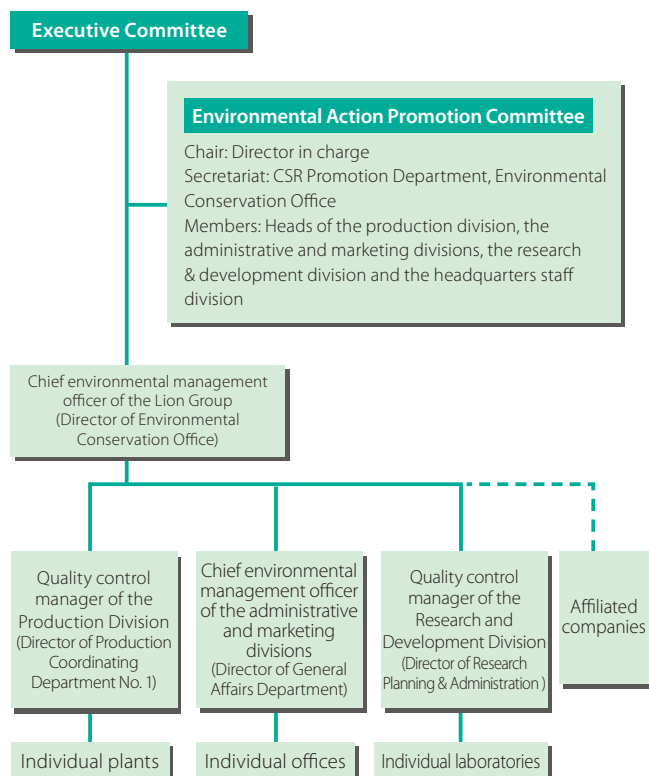 Executive Committee
Environmental Action Promotion Committee
Chair: Director in charge
Secretariat: CSR Promotion Department, Environmental
Conservation Office
Members: Heads of the production division, the
administrative and marketing divisions, the research
& development division and the headquarters staff
division
Chief environmental management
officer of the Lion Group
(Director of Environmental
Conservation Office)
Quality control
manager of the
Production Division
(Director of Production
Coordinating
Department No. 1)
Chief environmental
management officer
of the administrative
and marketing
divisions
(Director of General
Affairs Department)
Quality control
manager of the
Research and
Development Division
(Director of Research
Planning & Administration )
Affiliated
companies
Individual plants
Individual offices
Individual laboratories